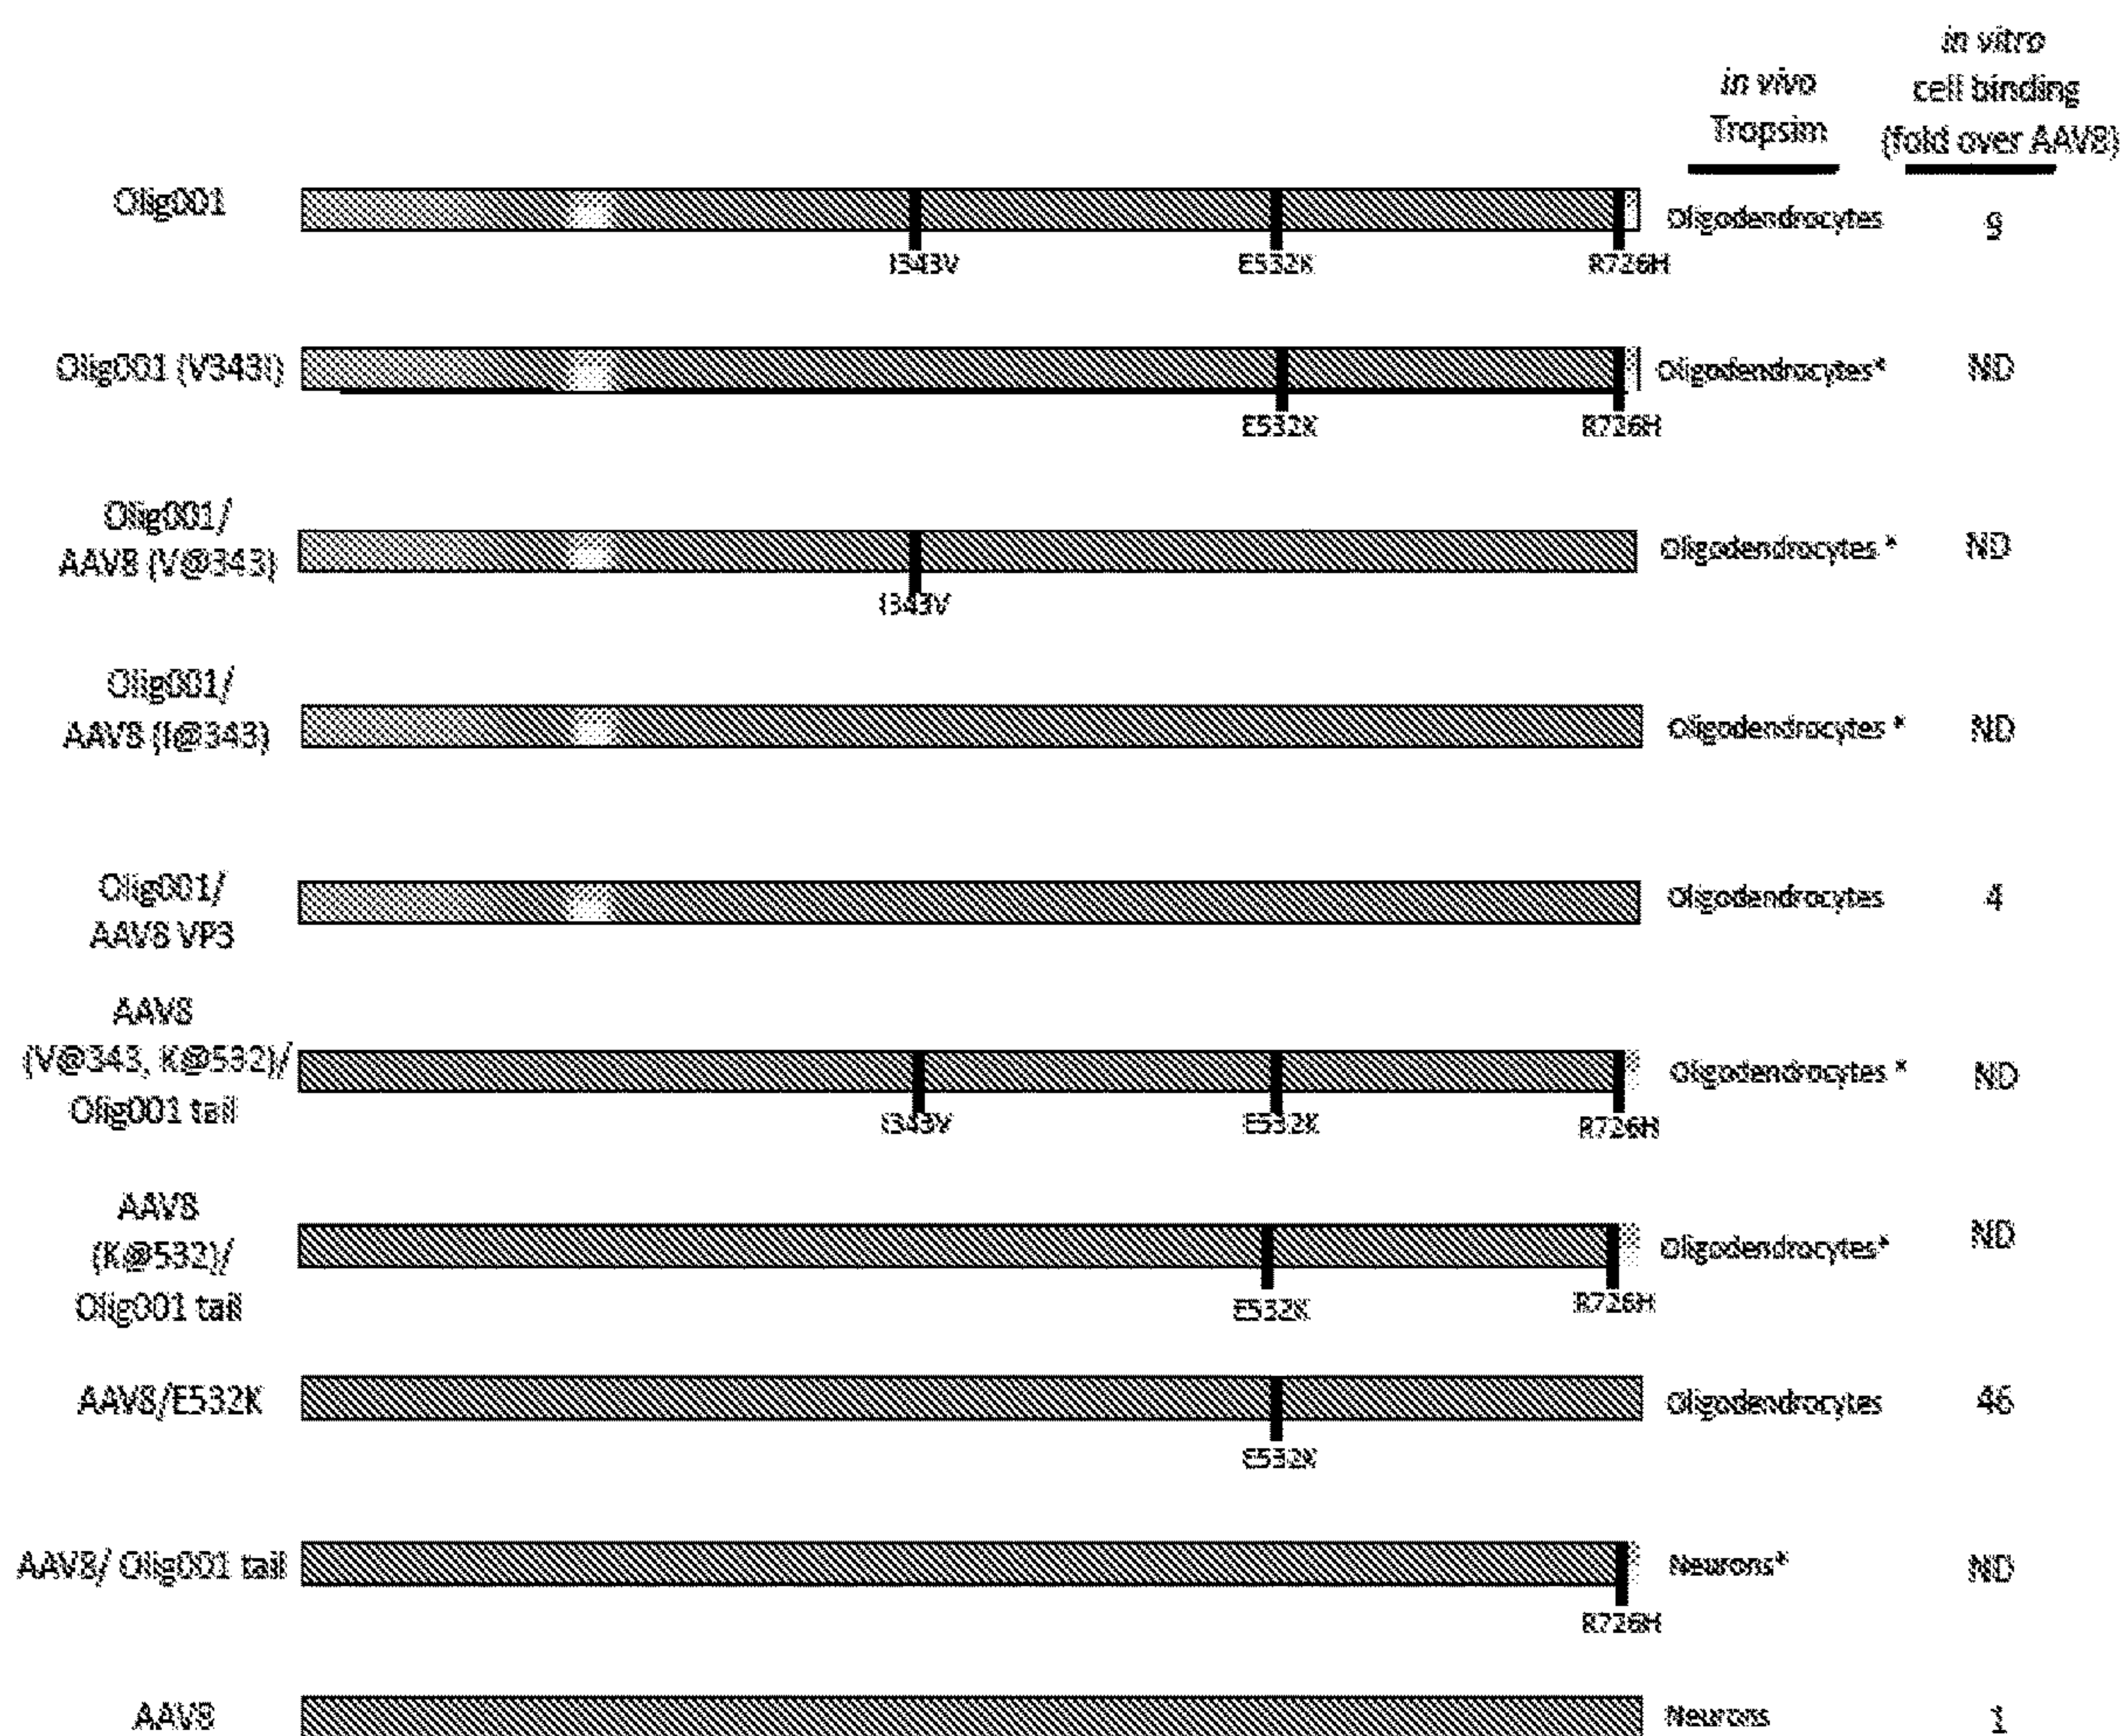 in vivo
Tropsim
in vitro
cell binding
(fold over AAV8)
Olig001
Oligodendrocytes
9
I343V
E532K
R726H
Olig001 (V343I)
Oligodendrocytes*
ND
E532K
R726H
Olig001/
AAV8 (V@343)
Oligodendrocytes *
ND
I343V
Olig001/
AAV8 (I@343)
Oligodendrocytes *
ND
Olig001/
AAV8 VP3
Oligodendrocytes
4
AAV8
(V@343, K@532)/
Olig001 tail
Oligodendrocytes *
ND
I343V
E532K
R726H
AAV8
(K@532)/
Olig001 tail
Oligodendrocytes*
ND
E532K
R726H
AAV8/E532K
Oligodendrocytes
46
E532K
AAV8/ Olig001 tail
Neurons*
ND
R726H
AAV8
Neurons
1